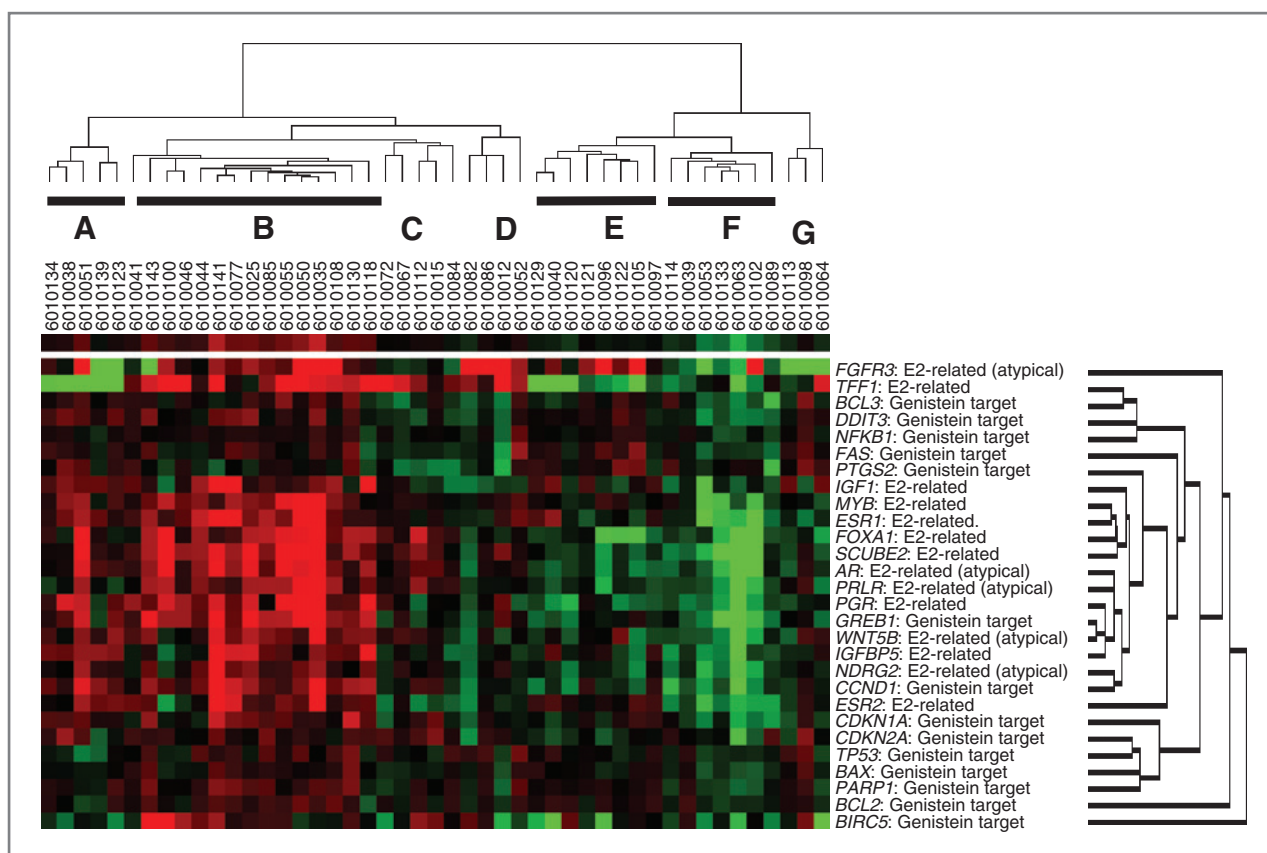 A B C D E F G
6010134
6010038
6010051
6010139
6010123
6010041
6010143
6010100
6010046
6010044
6010141
6010077
6010025
6010085
6010055
6010050
6010035
6010108
6010130
6010118
6010072
6010067
6010112
6010015
6010084
6010082
6010086
6010012
6010052
6010129
6010040
6010120
6010121
6010096
6010122
6010105
6010097
6010114
6010039
6010053
6010133
6010063
6010102
6010089
6010113
6010098
6010064
FGFR3: E2-related (atypical)
TFF1: E2-related
BCL3: Genistein target
DDIT3: Genistein target
NFKB1: Genistein target
FAS: Genistein target
PTGS2: Genistein target
IGF1: E2-related
MYB: E2-related
ESR1: E2-related.
FOXA1: E2-related
SCUBE2: E2-related
AR: E2-related (atypical)
PRLR: E2-related (atypical)
PGR: E2-related
GREB1: Genistein target
WNT5B: E2-related (atypical)
IGFBP5: E2-related
NDRG2: E2-related (atypical)
CCND1: Genistein target
ESR2: E2-related
CDKN1A: Genistein target
CDKN2A: Genistein target
TP53: Genistein target
BAX: Genistein target
PARP1: Genistein target
BCL2: Genistein target
BIRC5: Genistein target